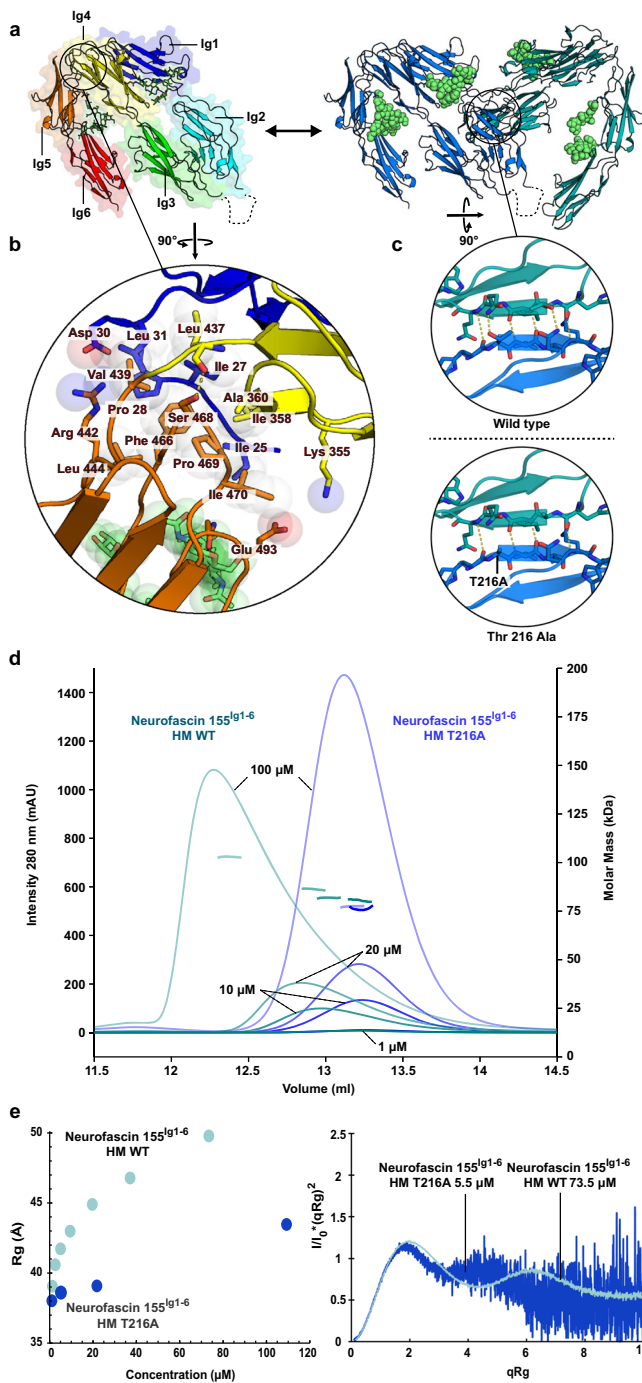 a
Ig4
Ig1
Ig2
Ig5
Ig3
Ig6
90°
90°
b
c
Asp 30
Leu 31
Leu 437
Val 439
Ile 27
Ala 360
Pro 28
Ser 468
Ile 358
Arg 442
Phe 466
Ile 25
Lys 355
Leu 444
Pro 469
Ile 470
Glu 493
Wild type
T216A
Thr 216 Ala
d
Neurofascin 155Ig1-6
HM WT
Neurofascin 155Ig1-6
HM T216A
100 µM
20 µM
10 µM
1 µM
Intensity 280 nm (mAU)
1400
1200
1000
800
600
400
200
0
Molar Mass (kDa)
200
175
150
125
100
75
50
25
0
11.5 12 12.5 13 13.5 14 14.5
Volume (ml)
e
Neurofascin 155Ig1-6
HM WT
Neurofascin 155Ig1-6
HM T216A
Rg (Å)
50
45
40
35
0 20 40 60 80 100 120
Concentration (µM)
Neurofascin 155Ig1-6
HM T216A 5.5 µM
Neurofascin 155Ig1-6
HM WT 73.5 µM
I/I0*(qRg)2
2.5
2
1.5
1
0.5
0
0 2 4 6 8
qRg